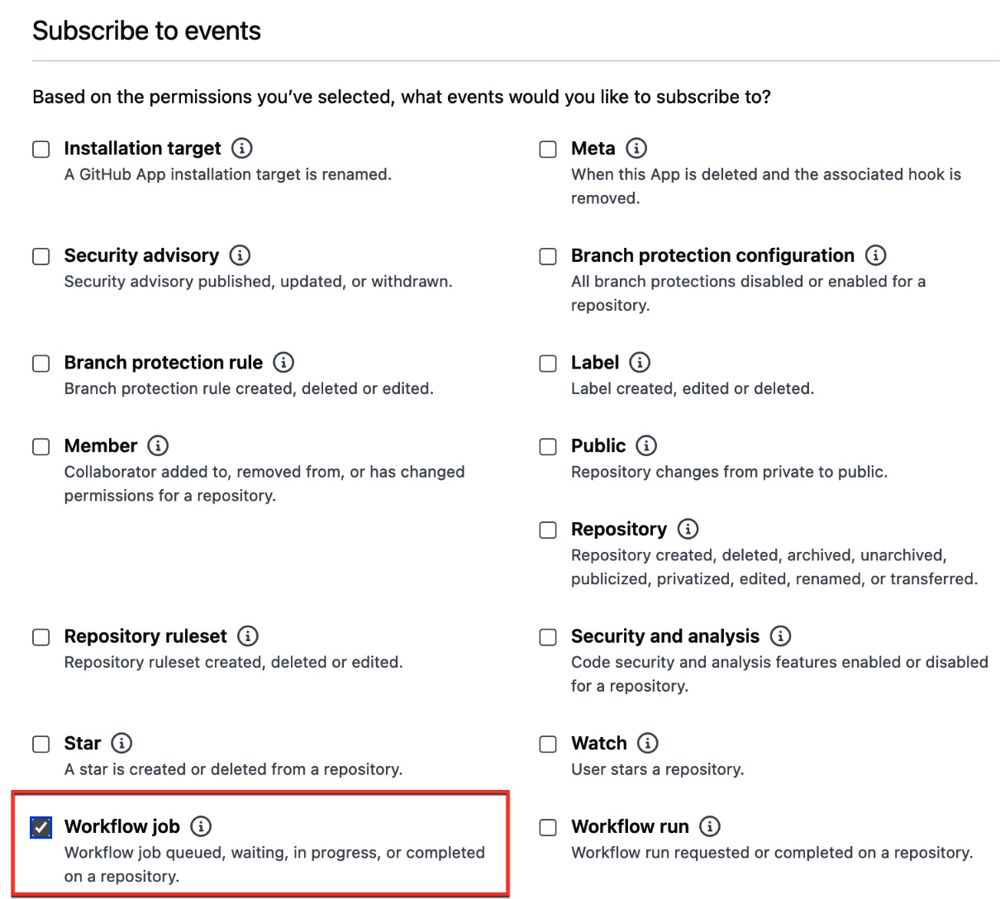 Subscribe to events
Based on the permissions you've selected, what events would you like to subscribe to?
Installation target
A GitHub App installation target is renamed.
Meta
When this App is deleted and the associated hook is
removed.
Security advisory
Security advisory published, updated, or withdrawn.
Branch protection configuration
All branch protections disabled or enabled for a
repository.
Branch protection rule
Branch protection rule created, deleted or edited.
Label
Label created, edited or deleted.
Member
Collaborator added to, removed from, or has changed
permissions for a repository.
Public
Repository changes from private to public.
Repository
Repository created, deleted, archived, unarchived,
publicized, privatized, edited, renamed, or transferred.
Repository ruleset
Repository ruleset created, deleted or edited.
Security and analysis
Code security and analysis features enabled or disabled
for a repository.
Star
A star is created or deleted from a repository.
Watch
User stars a repository.
Workflow job
Workflow job queued, waiting, in progress, or completed
on a repository.
Workflow run
Workflow run requested or completed on a repository.